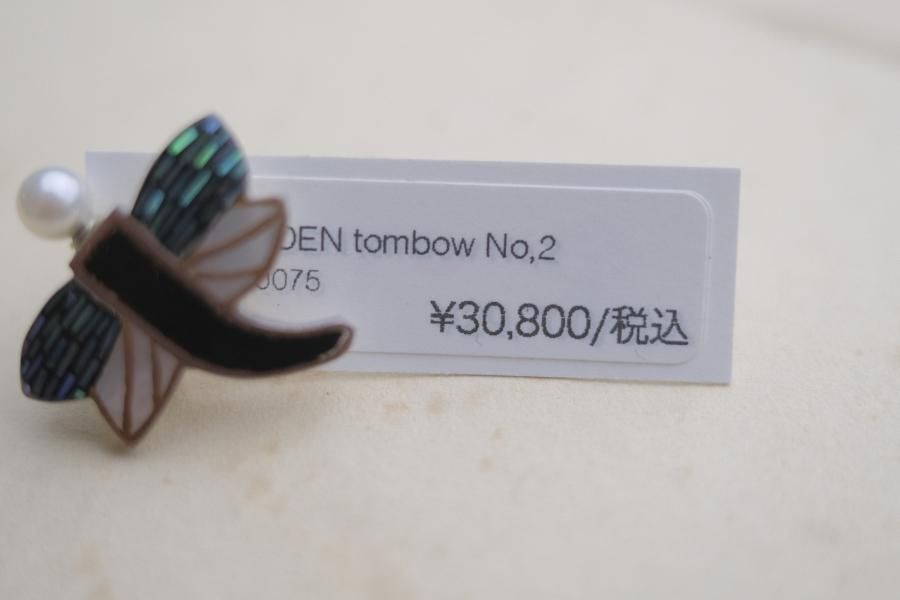 DEN tombow No,2
0075
¥30,800/税込